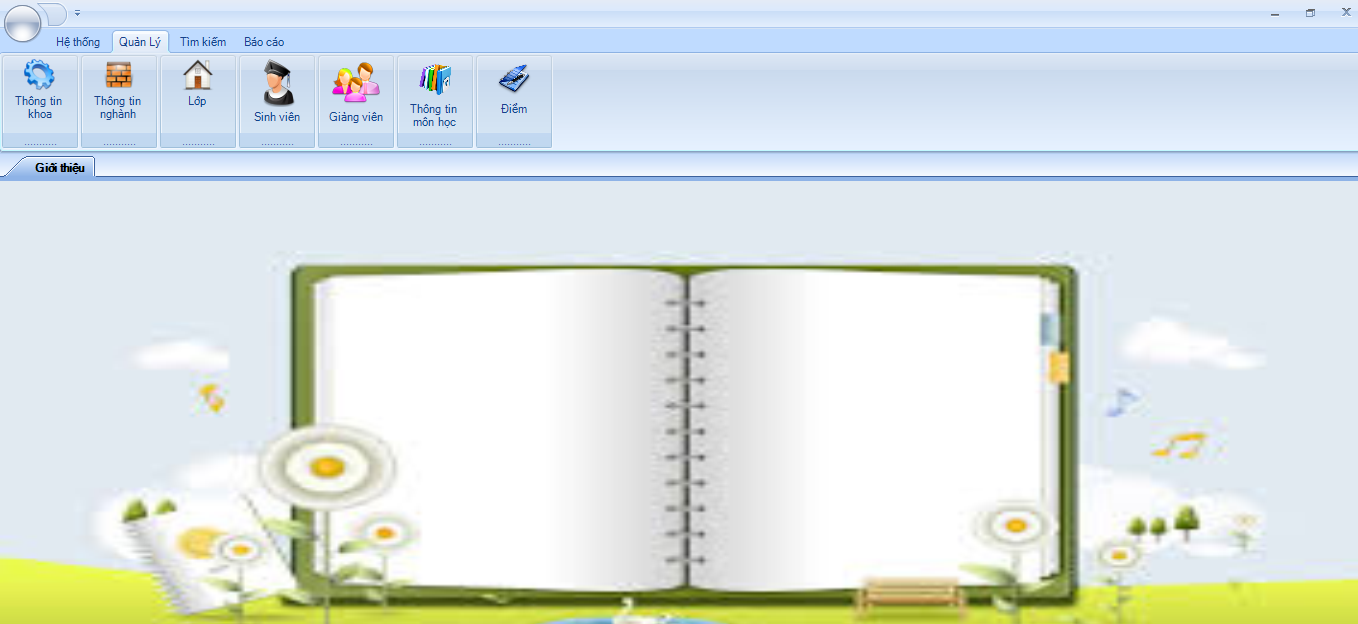 Hệ thống Quản Lý Tìm kiếm Báo cáo
Thông tin khoa
Thông tin nghành
Lớp
Sinh viên
Giảng viên
Thông tin môn học
Điểm
Giới thiệu